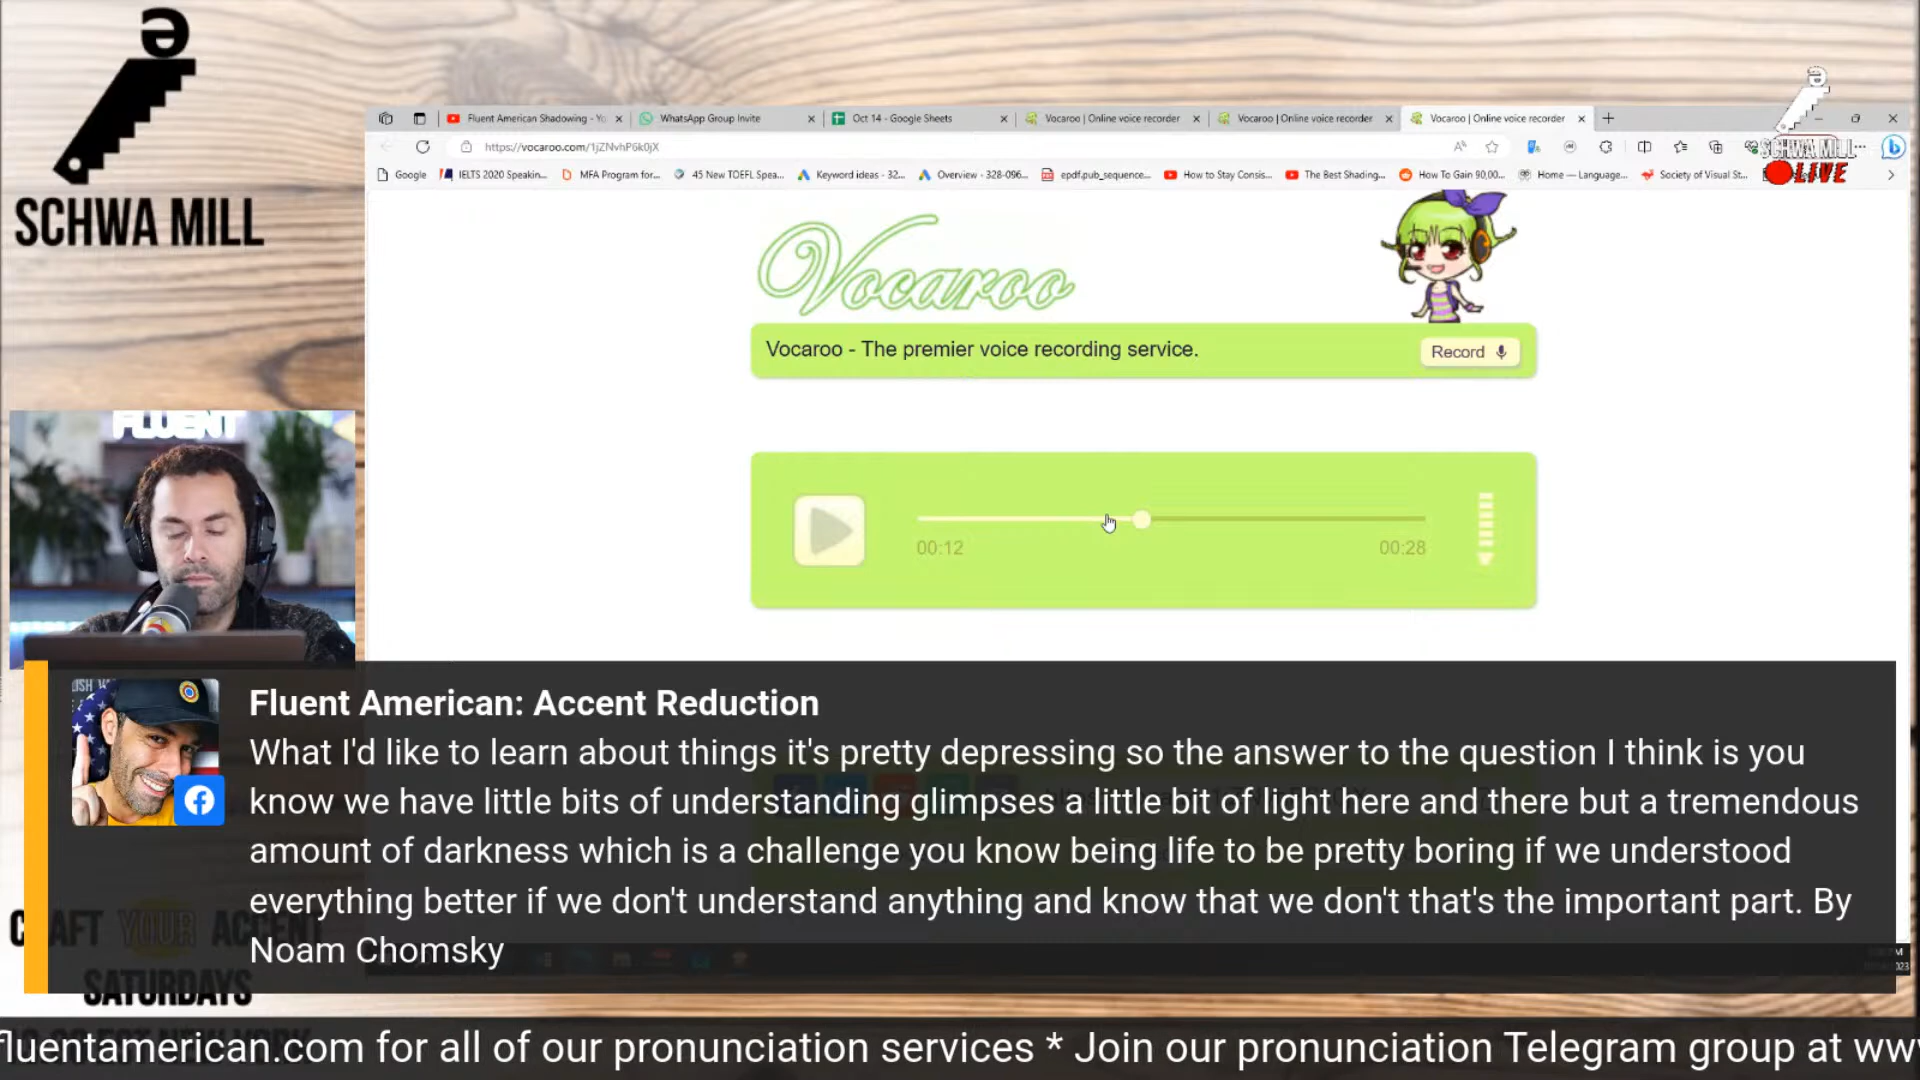 ə
SCHWA MILL
Fluent American Shadowing - Yo
WhatsApp Group Invite
Oct 14 - Google Sheets
Vocaroo | Online voice recorder
Vocaroo | Online voice recorder
Vocaroo | Online voice recorder
https://vocaroo.com/1jZNvhP6k0jX
SCHWA MILL
LIVE
Google
IELTS 2020 Speakin...
MFA Program for...
45 New TOEFL Spea...
Keyword ideas - 32...
Overview - 328-096...
epdf.pub_sequence...
How to Stay Consis...
The Best Shading...
How To Gain 90,00...
Home — Language...
Society of Visual St...
Vocaroo
Vocaroo - The premier voice recording service.
Record
00:12
00:28
FLUENT
Fluent American: Accent Reduction
What I'd like to learn about things it's pretty depressing so the answer to the question I think is you
know we have little bits of understanding glimpses a little bit of light here and there but a tremendous
amount of darkness which is a challenge you know being life to be pretty boring if we understood
everything better if we don't understand anything and know that we don't that's the important part. By
Noam Chomsky
YOUR
SATURDAYS
fluentamerican.com for all of our pronunciation services * Join our pronunciation Telegram group at ww